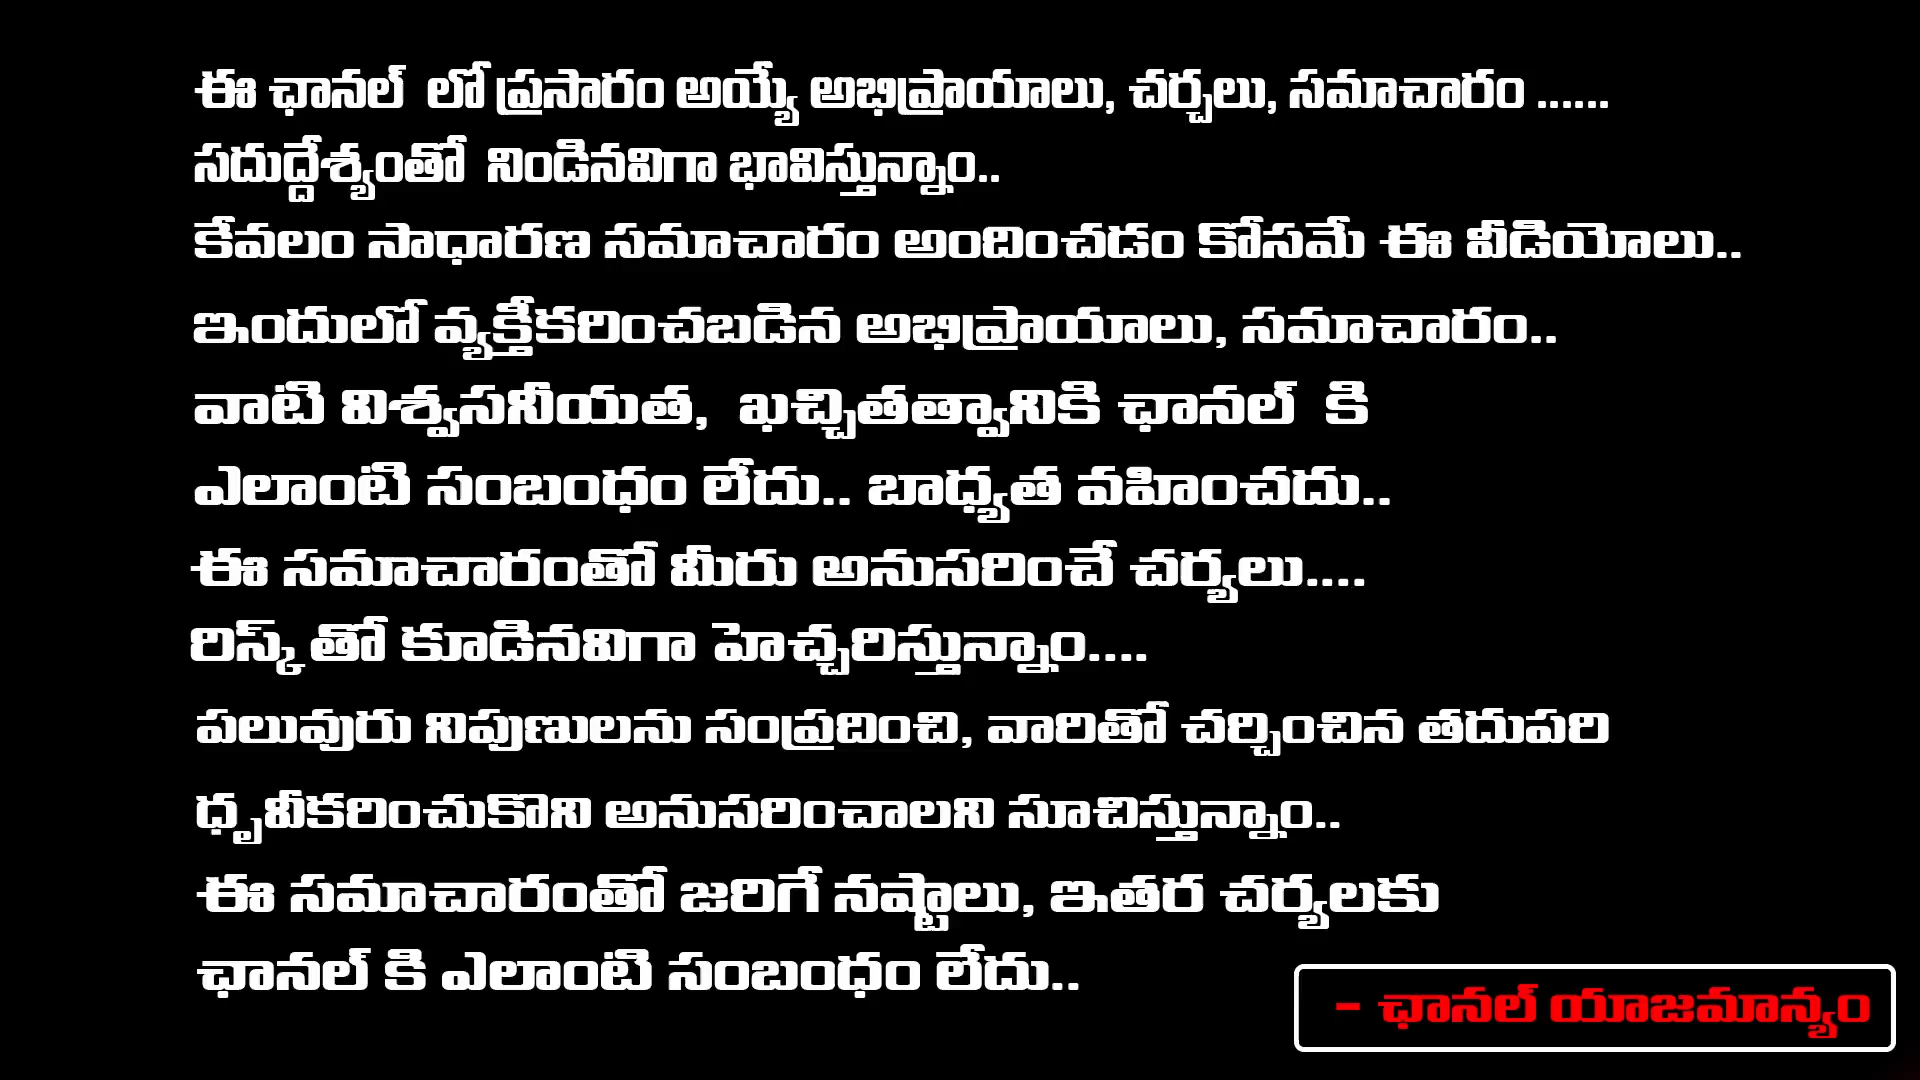 ఈ ఛానల్ లో ప్రసారం అయ్యే అభిప్రాయాలు, చర్చలు, సమాచారం ......
సదుద్దేశ్యంతో నిండినవిగా భావిస్తున్నాం..
కేవలం సాధారణ సమాచారం అందించడం కోసమే ఈ వీడియోలు..
ఇందులో వ్యక్తీకరించబడిన అభిప్రాయాలు, సమాచారం..
వాటి విశ్వసనీయత, ఖచ్చితత్వానికి ఛానల్ కి
ఎలాంటి సంబంధం లేదు.. బాధ్యత వహించదు..
ఈ సమాచారంతో మీరు అనుసరించే చర్యలు....
రిస్క్ తో కూడినవిగా హెచ్చరిస్తున్నాం....
పలువురు నిపుణులను సంప్రదించి, వారితో చర్చించిన తదుపరి
ధృవీకరించుకొని అనుసరించాలని సూచిస్తున్నాం..
ఈ సమాచారంతో జరిగే నష్టాలు, ఇతర చర్యలకు
ఛానల్ కి ఎలాంటి సంబంధం లేదు..
- ఛానల్ యాజమాన్యం